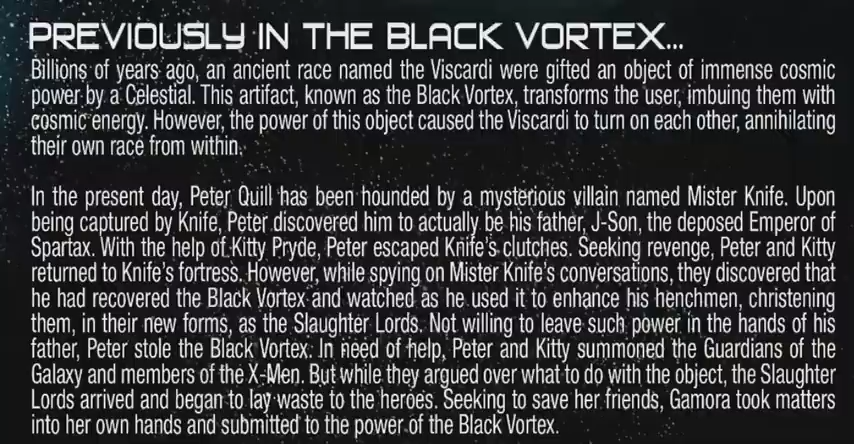 PREVIOUSLY IN THE BLACK VORTEX...
Billions of years ago, an ancient race named the Viscardi were gifted an object of immense cosmic
power by a Celestial. This artifact, known as the Black Vortex, transforms the user, imbuing them with
cosmic energy. However, the power of this object caused the Viscardi to turn on each other, annihilating
their own race from within.
In the present day, Peter Quill has been hounded by a mysterious villain named Mister Knife. Upon
being captured by Knife, Peter discovered him to actually be his father, J-Son, the deposed Emperor of
Spartax. With the help of Kitty Pryde, Peter escaped Knife's clutches. Seeking revenge, Peter and Kitty
returned to Knife's fortress. However, while spying on Mister Knife's conversations, they discovered that
he had recovered the Black Vortex and watched as he used it to enhance his henchmen, christening
them, in their new forms, as the Slaughter Lords. Not willing to leave such power in the hands of his
father, Peter stole the Black Vortex. In need of help, Peter and Kitty summoned the Guardians of the
Galaxy and members of the X-Men. But while they argued over what to do with the object, the Slaughter
Lords arrived and began to lay waste to the heroes. Seeking to save her friends, Gamora took matters
into her own hands and submitted to the power of the Black Vortex.